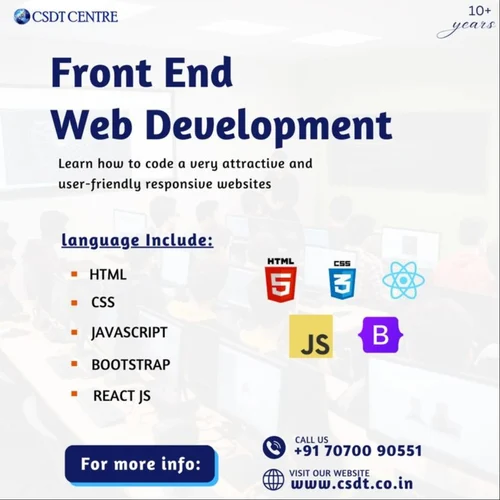 CSDT CENTRE
10+
years
Front End
Web Development
Learn how to code a very attractive and
user-friendly responsive websites
language Include:
HTML
CSS
JAVASCRIPT
BOOTSTRAP
REACT JS
HTML
5
CSS
3
JS
B
For more info:
CALL US
+91 70700 90551
VISIT OUR WEBSITE
www.csdt.co.in